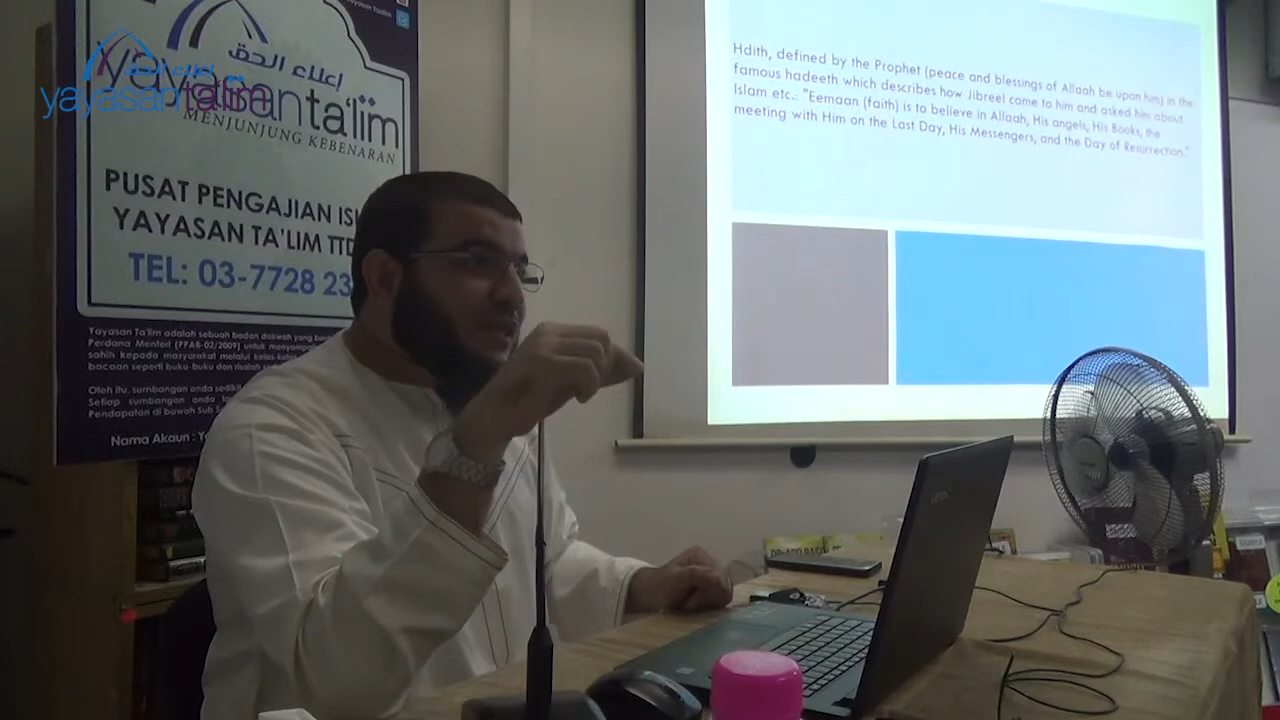 إعلاء الحق
yayasanta'lim
إعلاء الحق
yayasanta'lim
MENJUNJUNG KEBENARAN
PUSAT PENGAJIAN
YAYASAN TA'LIM TTD
TEL: 03-7728 23
Yayasan Ta'lim adalah sebuah badan dakwah yang
Perdana Menteri (PPAB-02/2009) untuk
sahih kepada masyarakat melalui
bacaan seperti buku-buku dan risalah
Oleh itu, sumbangan anda
Setiap sumbangan anda
Pendapatan di bawah Sub
Nama Akaun :
Hdith, defined by the Prophet (peace and blessings of Allaah be upon him) in the
famous hadeeth which describes how Jibreel came to him and asked him about
Islam etc.: "Eemaan (faith) is to believe in Allaah, His angels, His Books, the
meeting with Him on the Last Day, His Messengers, and the Day of Resurrection."